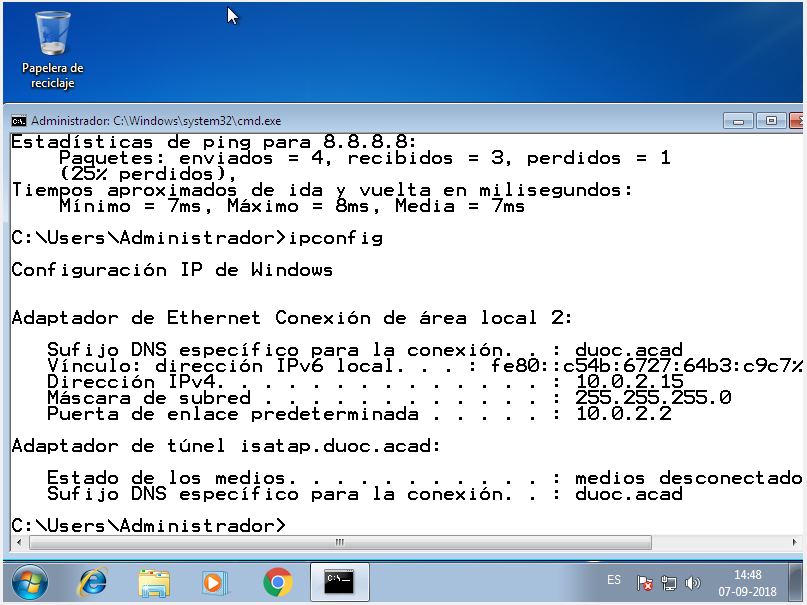 Papelera de
reciclaje
Administrador: C:\Windows\system32\cmd.exe
Estadísticas de ping para 8.8.8.8:
    Paquetes: enviados = 4, recibidos = 3, perdidos = 1
    (25% perdidos),
Tiempos aproximados de ida y vuelta en milisegundos:
    Mínimo = 7ms, Máximo = 8ms, Media = 7ms
C:\Users\Administrador>ipconfig
Configuración IP de Windows
Adaptador de Ethernet Conexión de área local 2:
   Sufijo DNS específico para la conexión. . : duoc.acad
   Vínculo: dirección IPv6 local. . . : fe80::c54b:6727:64b3:c9c7%
   Dirección IPv4. . . . . . . . . . . . . . : 10.0.2.15
   Máscara de subred . . . . . . . . . . . . : 255.255.255.0
   Puerta de enlace predeterminada . . . . . : 10.0.2.2
Adaptador de túnel isatap.duoc.acad:
   Estado de los medios. . . . . . . . . . . : medios desconectado
   Sufijo DNS específico para la conexión. . : duoc.acad
C:\Users\Administrador>
ES
14:48
07-09-2018